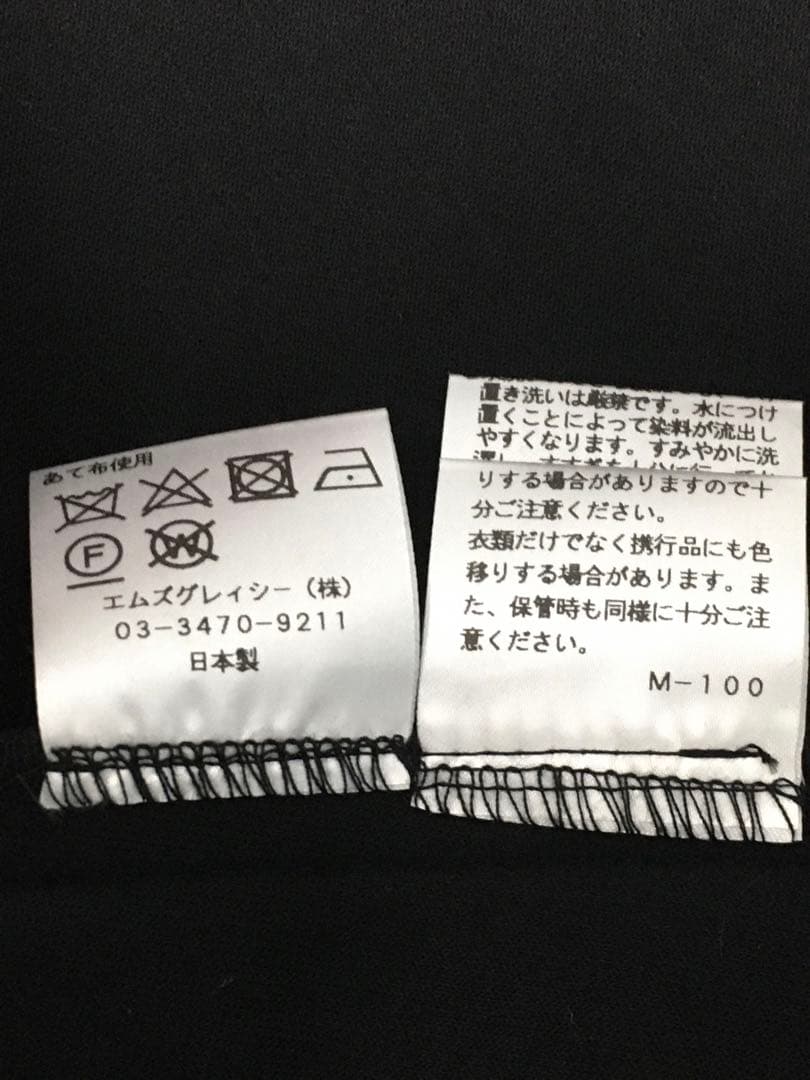 あて布使用
F
W
エムズグレイシー（株）
03-3470-9211
日本製
置き洗いは厳禁です。水につけ
置くことによって染料が流出し
やすくなります。すみやかに洗
りする場合がありますので十
分ご注意ください。
衣類だけでなく携行品にも色
移りする場合があります。ま
た、保管時も同様に十分ご注
意ください。
M-100